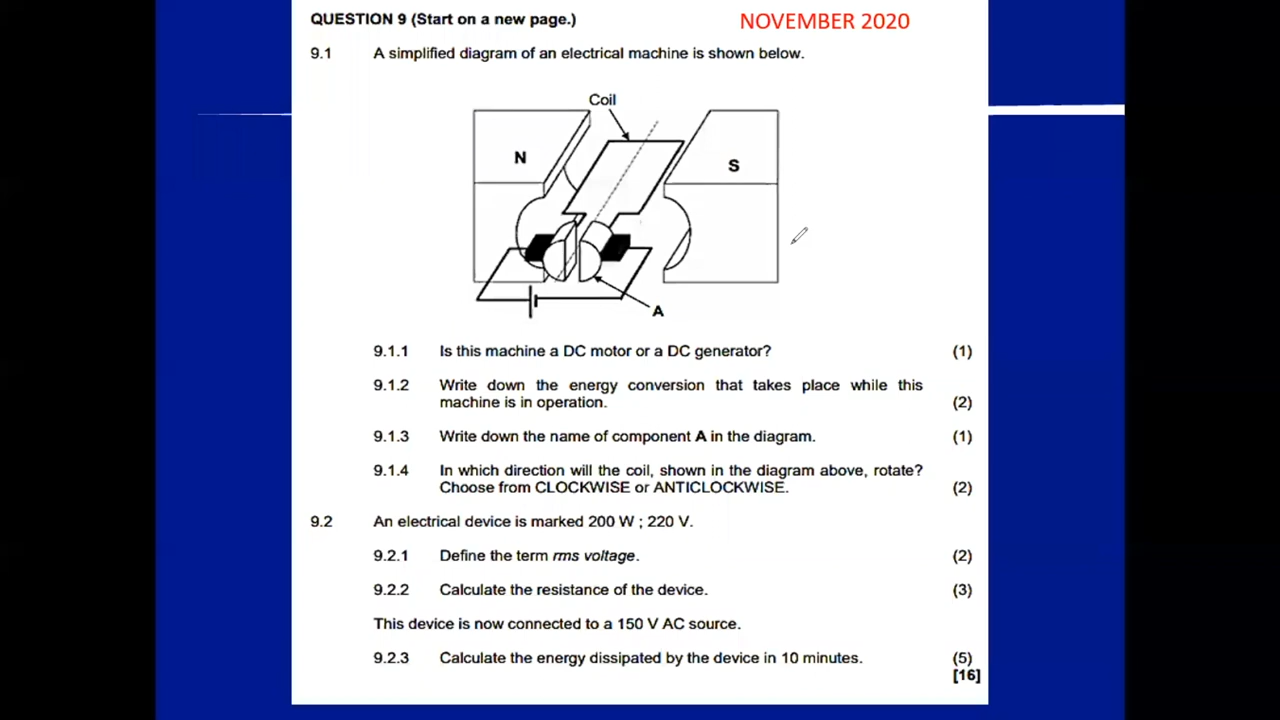 QUESTION 9 (Start on a new page.)
NOVEMBER 2020
9.1 A simplified diagram of an electrical machine is shown below.
Coil
N
S
A
9.1.1 Is this machine a DC motor or a DC generator? (1)
9.1.2 Write down the energy conversion that takes place while this
machine is in operation. (2)
9.1.3 Write down the name of component A in the diagram. (1)
9.1.4 In which direction will the coil, shown in the diagram above, rotate?
Choose from CLOCKWISE or ANTICLOCKWISE. (2)
9.2 An electrical device is marked 200 W ; 220 V.
9.2.1 Define the term rms voltage. (2)
9.2.2 Calculate the resistance of the device. (3)
This device is now connected to a 150 V AC source.
9.2.3 Calculate the energy dissipated by the device in 10 minutes. (5)
[16]